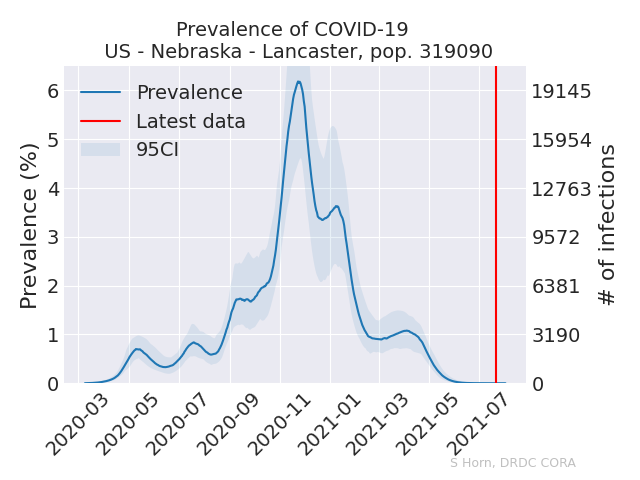 Prevalence of COVID-19
US - Nebraska - Lancaster, pop. 319090
Prevalence
Latest data
95CI
Prevalence (%)
6
5
4
3
2
1
0
19145
15954
12763
9572
6381
3190
0
# of infections
2020-03
2020-05
2020-07
2020-09
2020-11
2021-01
2021-03
2021-05
2021-07
S Horn, DRDC CORA